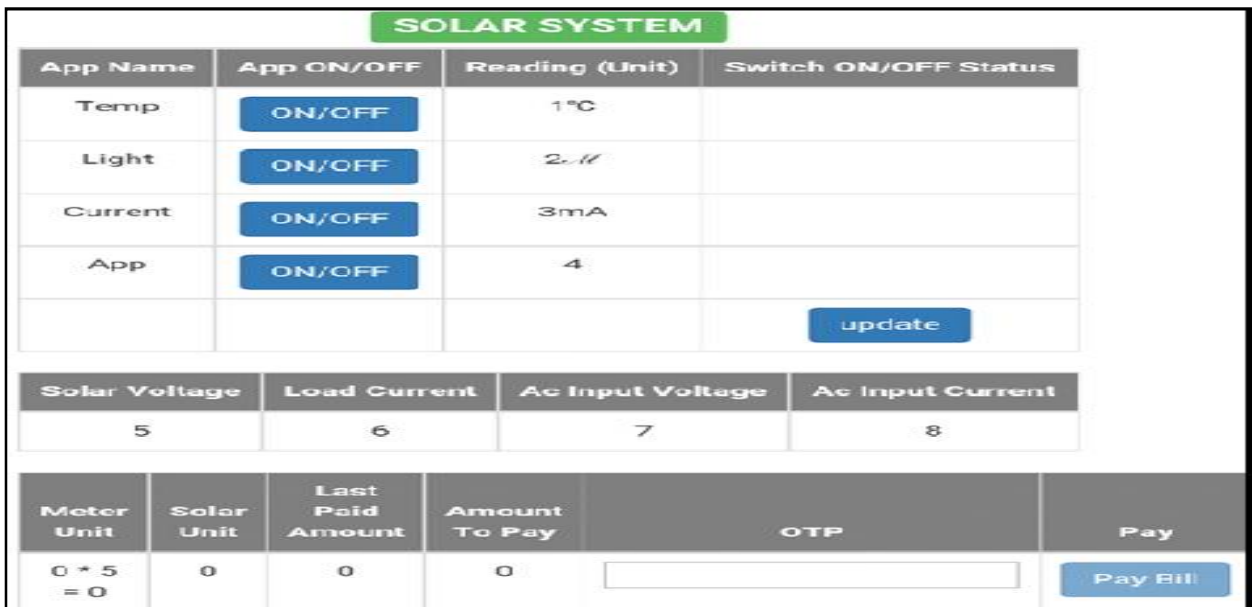 SOLAR SYSTEM
App Name App ON/OFF Reading (Unit) Switch ON/OFF Status
Temp ON/OFF 1°C
Light ON/OFF 2
Current ON/OFF 3mA
App ON/OFF 4
update
Solar Voltage Load Current Ac Input Voltage Ac Input Current
5 6 7 8
Meter Unit Solar Unit Last Paid Amount Amount To Pay OTP Pay
0 * 5 = 0 0 0 0 Pay Bill